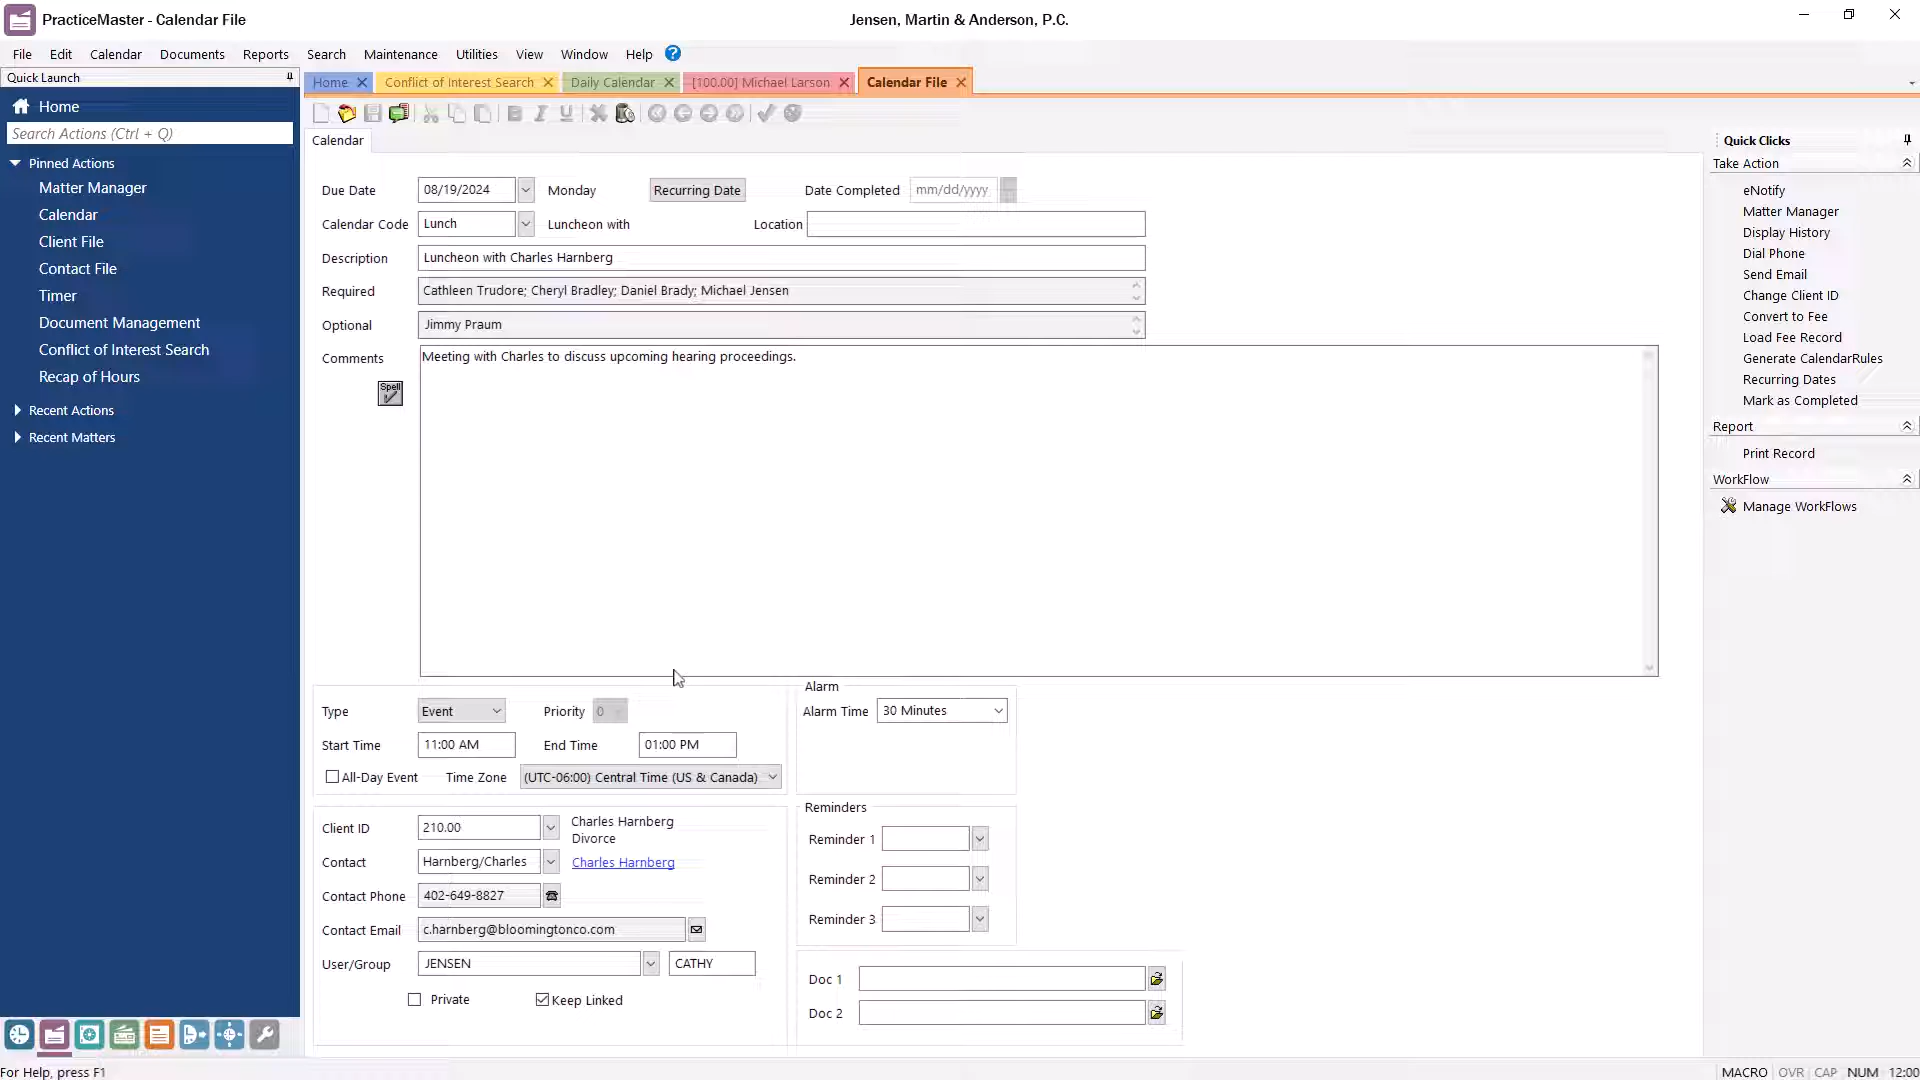 PracticeMaster - Calendar File
Jensen, Martin & Anderson, P.C.
File Edit Calendar Documents Reports Search Maintenance Utilities View Window Help ?
Quick Launch
Home
Search Actions (Ctrl + Q)
Pinned Actions
Matter Manager
Calendar
Client File
Contact File
Timer
Document Management
Conflict of Interest Search
Recap of Hours
Recent Actions
Recent Matters
Home Conflict of Interest Search Daily Calendar [100.00] Michael Larson Calendar File
B I U
Calendar
Due Date 08/19/2024 Monday Recurring Date Date Completed mm/dd/yyyy
Calendar Code Lunch Luncheon with Location
Description Luncheon with Charles Harnberg
Required Cathleen Trudore; Cheryl Bradley; Daniel Brady; Michael Jensen
Optional Jimmy Praum
Comments Meeting with Charles to discuss upcoming hearing proceedings.
Spell
Type Event Priority 0
Start Time 11:00 AM End Time 01:00 PM
All-Day Event Time Zone (UTC-06:00) Central Time (US & Canada)
Alarm
Alarm Time 30 Minutes
Client ID 210.00 Charles Harnberg
Divorce
Contact Harnberg/Charles Charles Harnberg
Contact Phone 402-649-8827
Contact Email c.harnberg@bloomingtonco.com
User/Group JENSEN CATHY
Private Keep Linked
Reminders
Reminder 1
Reminder 2
Reminder 3
Doc 1
Doc 2
Quick Clicks
Take Action
eNotify
Matter Manager
Display History
Dial Phone
Send Email
Change Client ID
Convert to Fee
Load Fee Record
Generate CalendarRules
Recurring Dates
Mark as Completed
Report
Print Record
WorkFlow
Manage WorkFlows
For Help, press F1
MACRO OVR CAP NUM 12:00